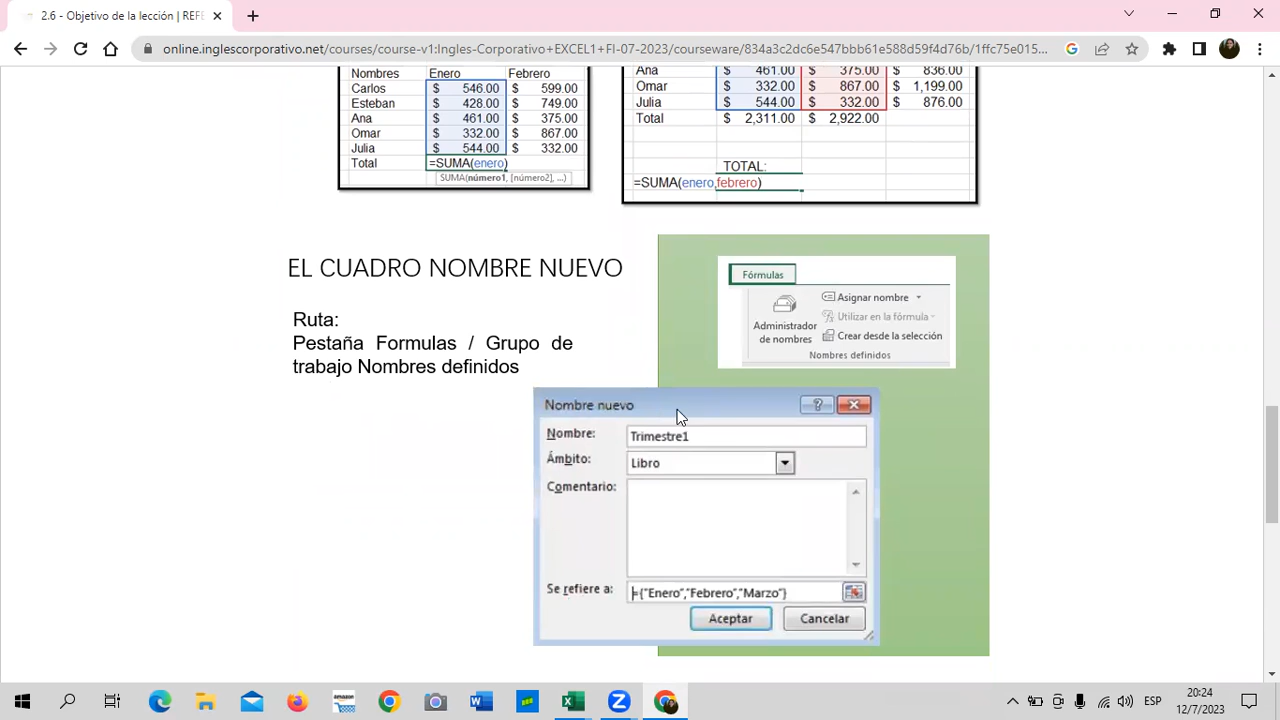 2.6 - Objetivo de la lección | REFE
online.inglescorporativo.net/courses/course-v1:Ingles-Corporativo+EXCEL1+FI-07-2023/courseware/834a3c2dc6e547bbb61e588d59f4d76b/1ffc75e015...
Nombres Enero Febrero
Carlos $ 546.00 $ 599.00
Esteban $ 428.00 $ 749.00
Ana $ 461.00 $ 375.00
Omar $ 332.00 $ 867.00
Julia $ 544.00 $ 332.00
Total =SUMA(enero)
SUMA(número1, [número2], ...)
Ana $ 461.00 $ 375.00 $ 836.00
Omar $ 332.00 $ 867.00 $ 1,199.00
Julia $ 544.00 $ 332.00 $ 876.00
Total $ 2,311.00 $ 2,922.00
TOTAL:
=SUMA(enero,febrero)
EL CUADRO NOMBRE NUEVO
Ruta:
Pestaña Formulas / Grupo de
trabajo Nombres definidos
Fórmulas
Administrador
de nombres
Asignar nombre
Utilizar en la fórmula
Crear desde la selección
Nombres definidos
Nombre nuevo
Nombre: Trimestre1
Ámbito: Libro
Comentario:
Se refiere a: ={"Enero","Febrero","Marzo"}
Aceptar Cancelar
amazon
ESP
20:24
12/7/2023